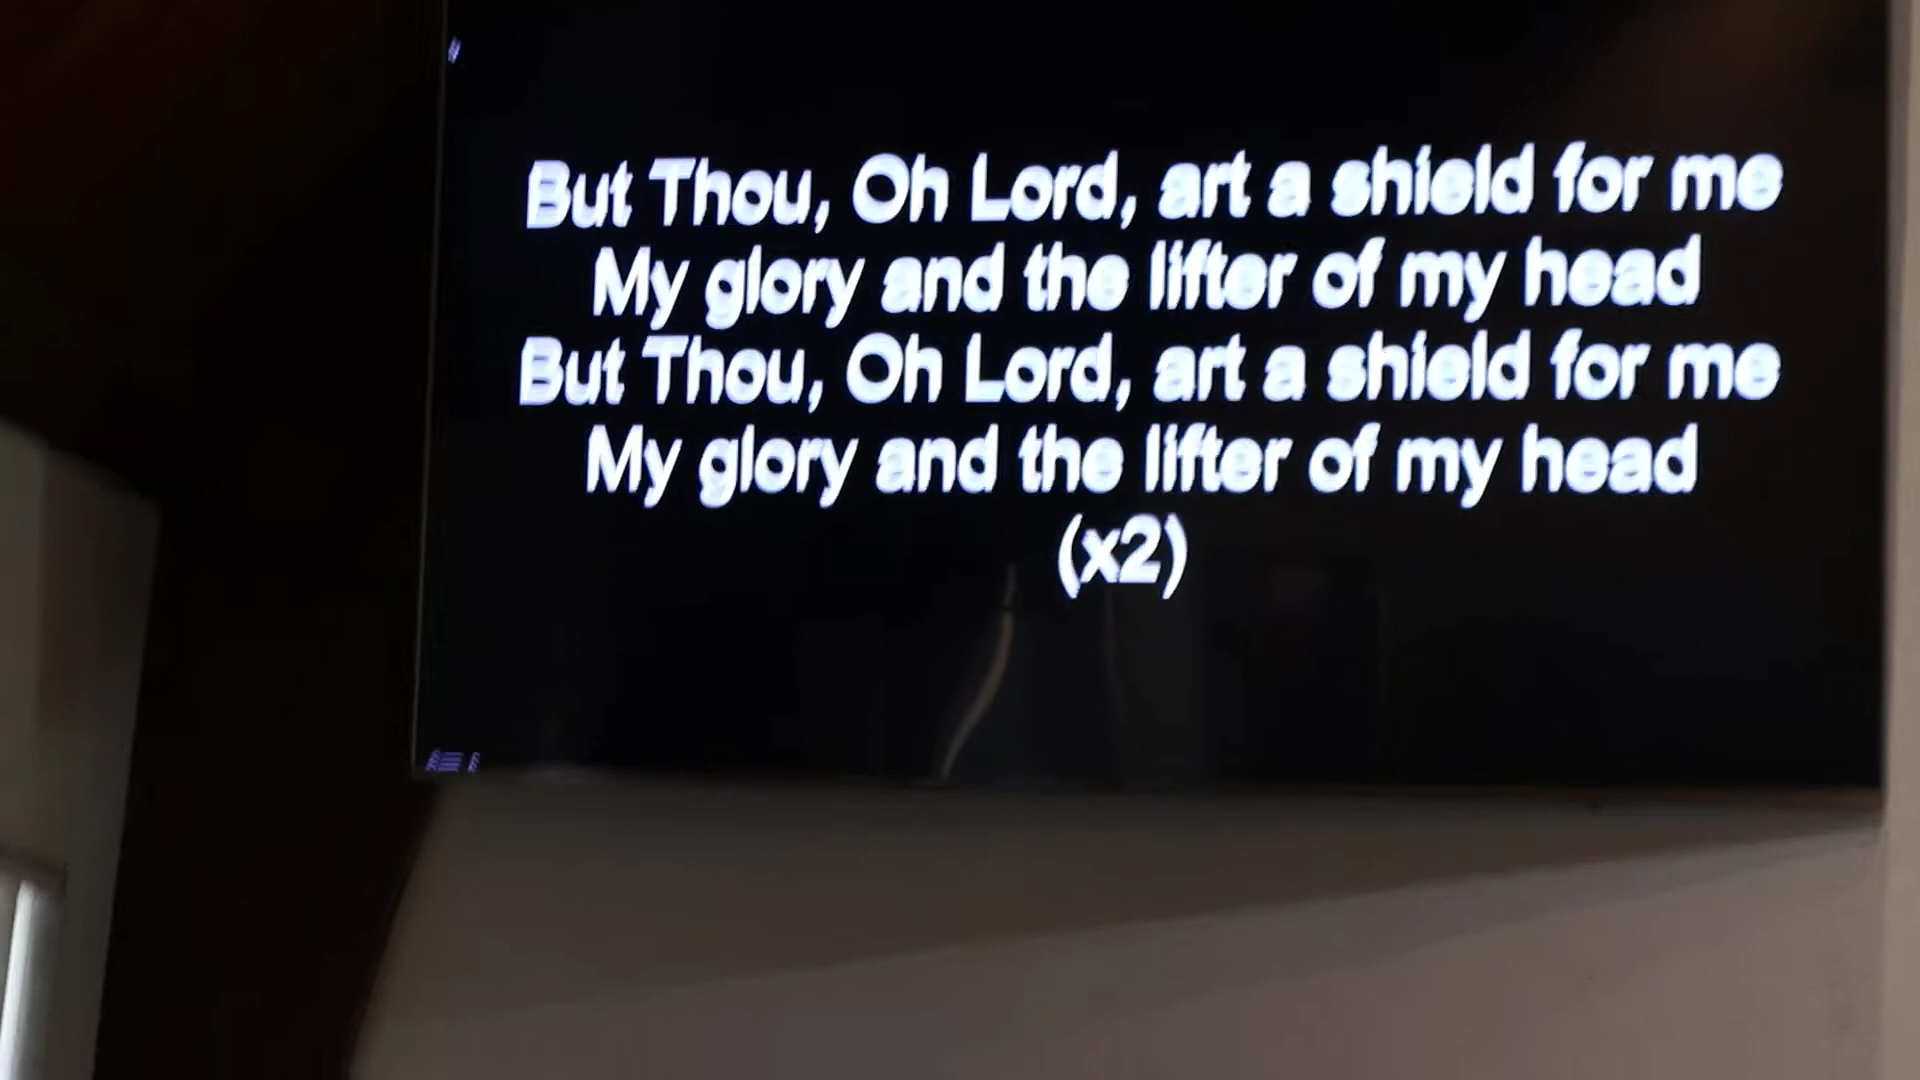 But Thou, Oh Lord, art a shield for me
My glory and the lifter of my head
But Thou, Oh Lord, art a shield for me
My glory and the lifter of my head
(x2)